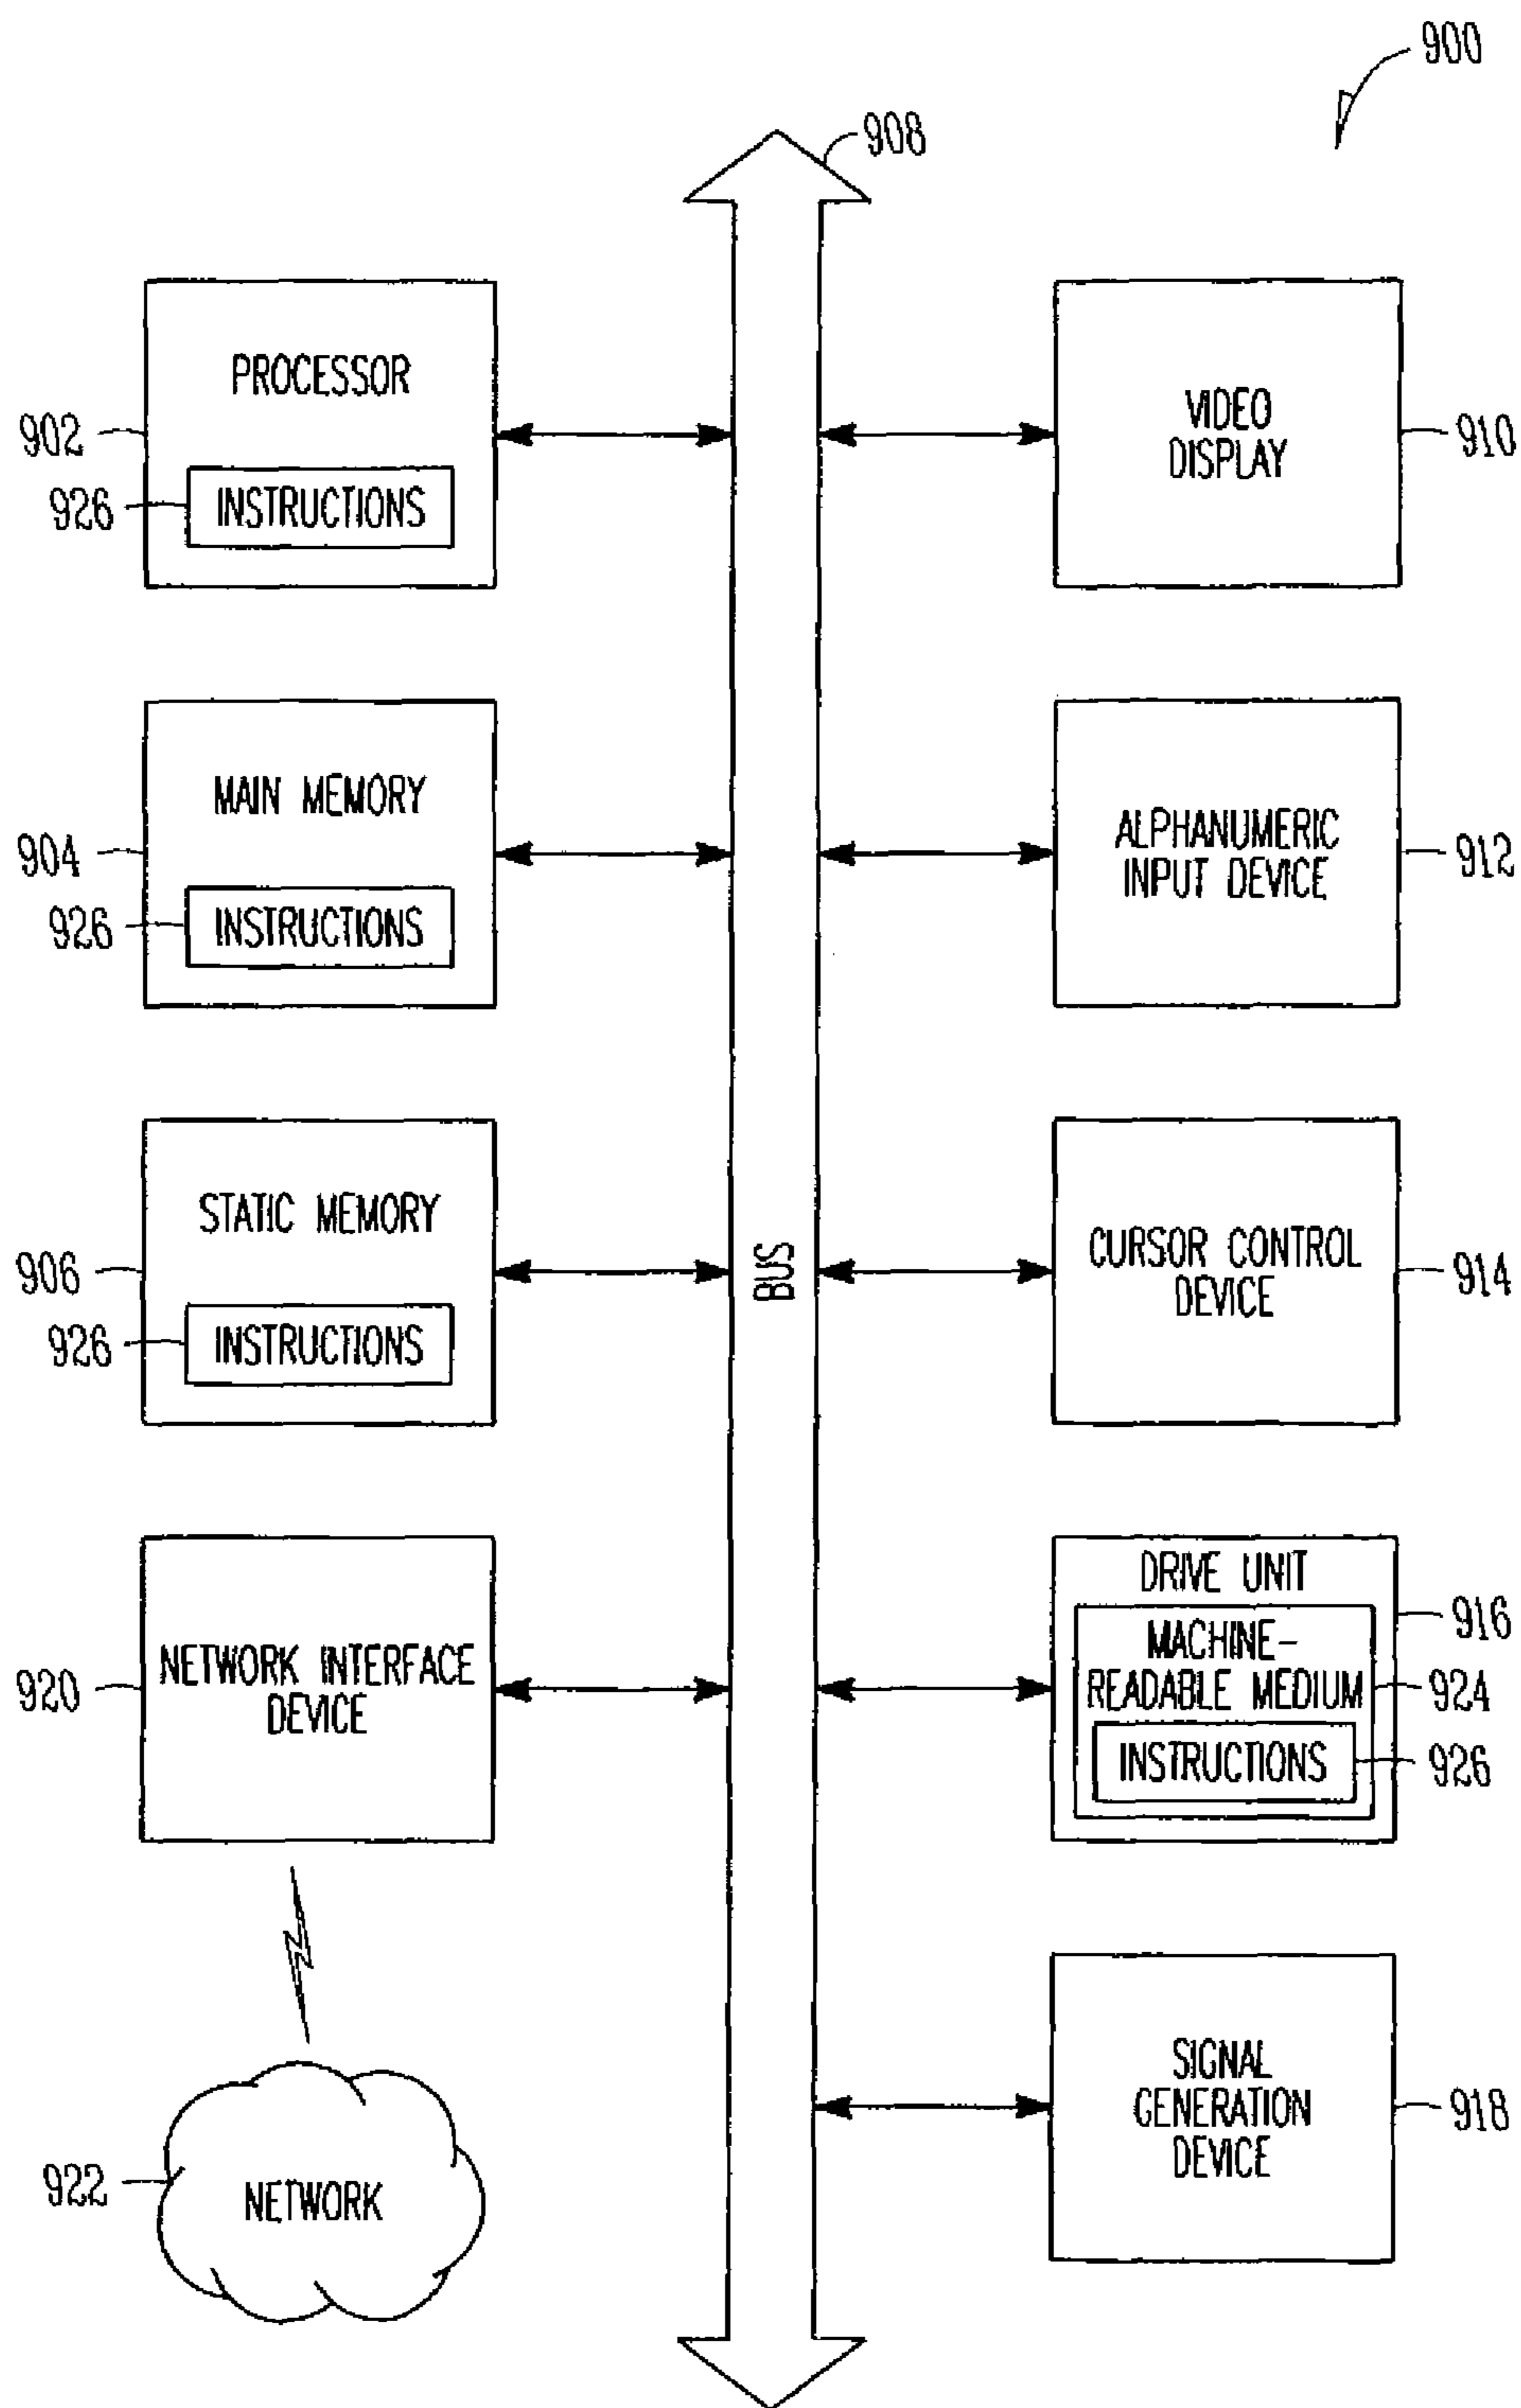 900
908
PROCESSOR
902
926
INSTRUCTIONS
VIDEO
DISPLAY
910
MAIN MEMORY
904
926
INSTRUCTIONS
ALPHANUMERIC
INPUT DEVICE
912
STATIC MEMORY
906
926
INSTRUCTIONS
BUS
CURSOR CONTROL
DEVICE
914
NETWORK INTERFACE
DEVICE
920
DRIVE UNIT
916
MACHINE-
READABLE MEDIUM
924
INSTRUCTIONS
926
922
NETWORK
SIGNAL
GENERATION
DEVICE
918